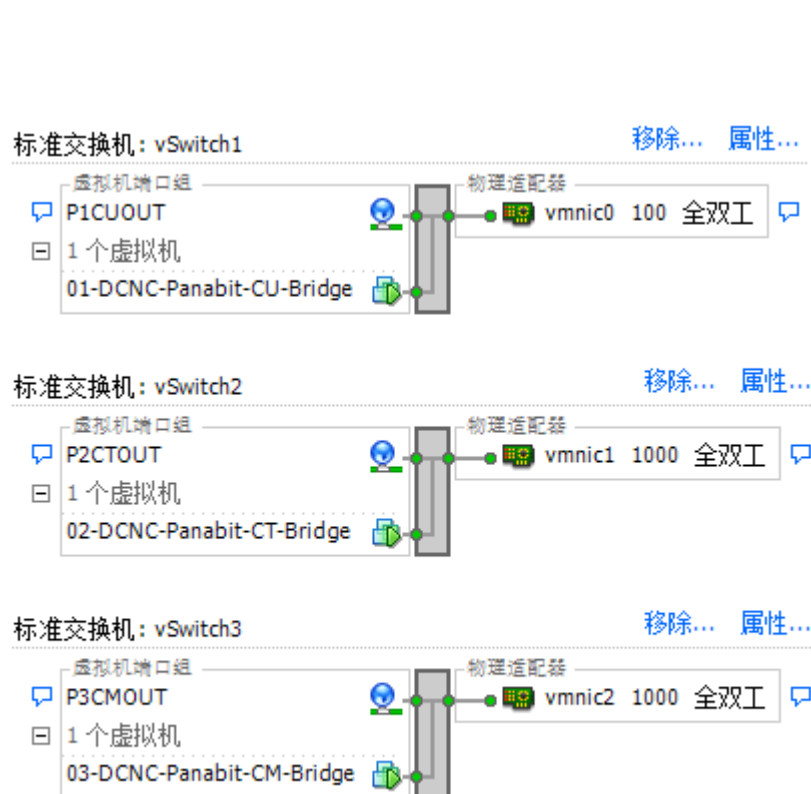 标准交换机: vSwitch1 移除... 属性...
虚拟机端口组 物理适配器
P1CUOUT vmnic0 100 全双工
1 个虚拟机
01-DCNC-Panabit-CU-Bridge
标准交换机: vSwitch2 移除... 属性...
虚拟机端口组 物理适配器
P2CTOUT vmnic1 1000 全双工
1 个虚拟机
02-DCNC-Panabit-CT-Bridge
标准交换机: vSwitch3 移除... 属性...
虚拟机端口组 物理适配器
P3CMOUT vmnic2 1000 全双工
1 个虚拟机
03-DCNC-Panabit-CM-Bridge